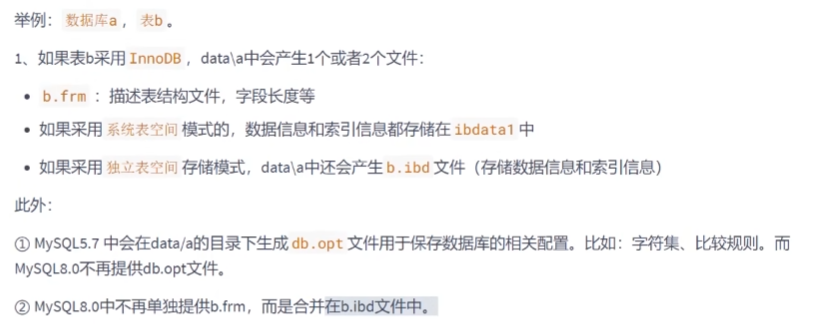 举例：数据库a，表b。
1、如果表b采用 InnoDB，data\a中会产生1个或者2个文件：
• b.frm：描述表结构文件，字段长度等
• 如果采用 系统表空间 模式的，数据信息和索引信息都存储在 ibdata1 中
• 如果采用 独立表空间 存储模式，data\a中还会产生 b.ibd 文件（存储数据信息和索引信息）
此外：
① MySQL5.7 中会在data/a的目录下生成 db.opt 文件用于保存数据库的相关配置。比如：字符集、比较规则。而
MySQL8.0不再提供db.opt文件。
② MySQL8.0中不再单独提供b.frm，而是合并在b.ibd文件中。